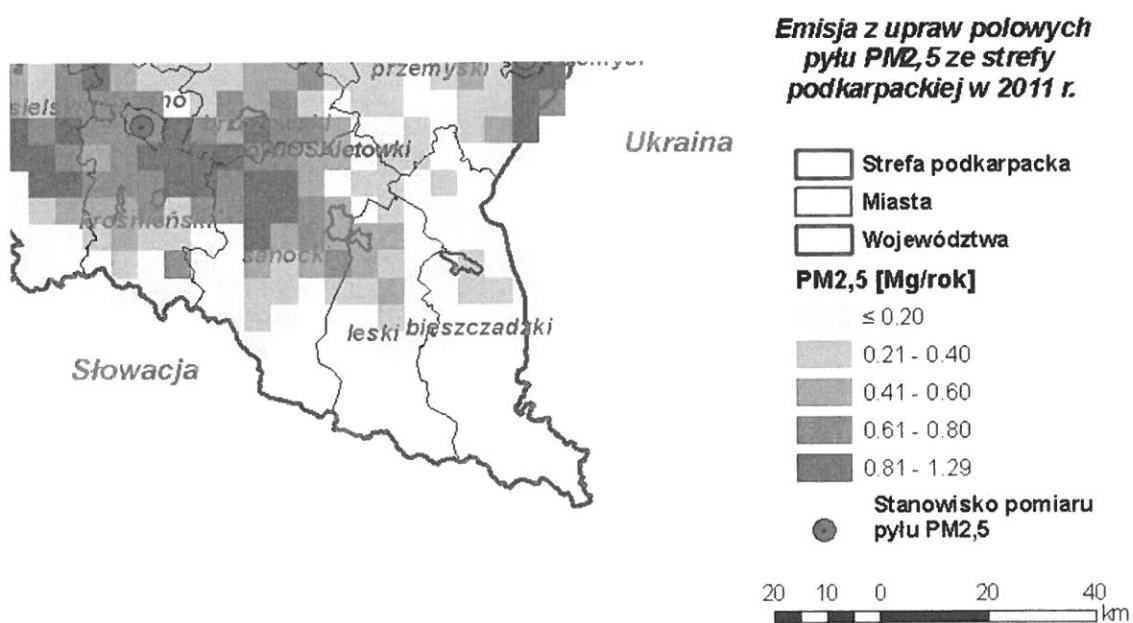 Emisja z upraw polowych
pyłu PM2,5 ze strefy
podkarpackiej w 2011 r.
przemyski
Ukraina
krośnieński
sanocki
leski
bieszczadzki
Słowacja
Strefa podkarpacka
Miasta
Województwa
PM2,5 [Mg/rok]
≤ 0.20
0.21 - 0.40
0.41 - 0.60
0.61 - 0.80
0.81 - 1.29
Stanowisko pomiaru
pyłu PM2,5
20 10 0 20 40
km